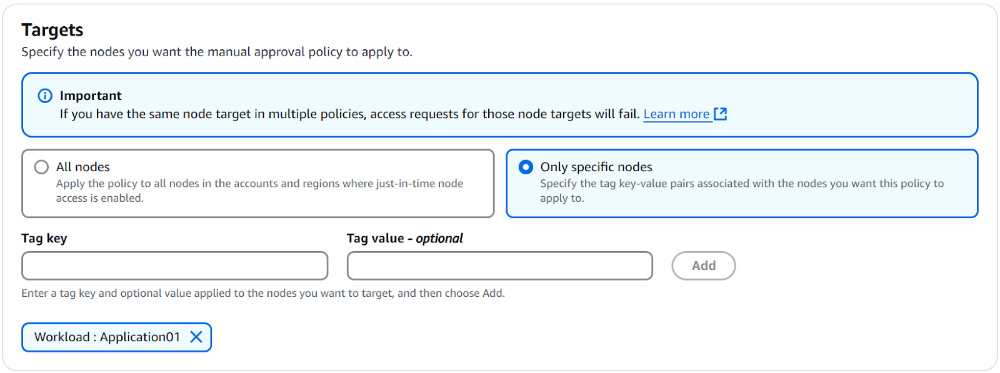 Targets
Specify the nodes you want the manual approval policy to apply to.
Important
If you have the same node target in multiple policies, access requests for those node targets will fail. Learn more
All nodes
Apply the policy to all nodes in the accounts and regions where just-in-time node
access is enabled.
Only specific nodes
Specify the tag key-value pairs associated with the nodes you want this policy to
apply to.
Tag key
Tag value - optional
Add
Enter a tag key and optional value applied to the nodes you want to target, and then choose Add.
Workload : Application01